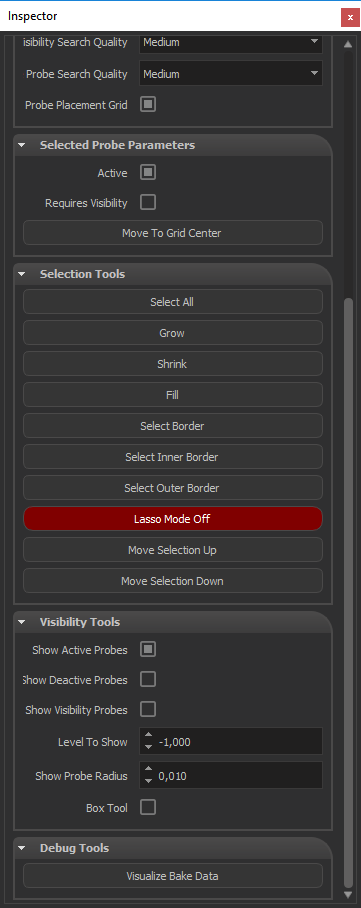 Inspector
x
isibility Search Quality Medium
Probe Search Quality Medium
Probe Placement Grid
Selected Probe Parameters
Active
Requires Visibility
Move To Grid Center
Selection Tools
Select All
Grow
Shrink
Fill
Select Border
Select Inner Border
Select Outer Border
Lasso Mode Off
Move Selection Up
Move Selection Down
Visibility Tools
Show Active Probes
Show Deactive Probes
Show Visibility Probes
Level To Show -1,000
Show Probe Radius 0,010
Box Tool
Debug Tools
Visualize Bake Data